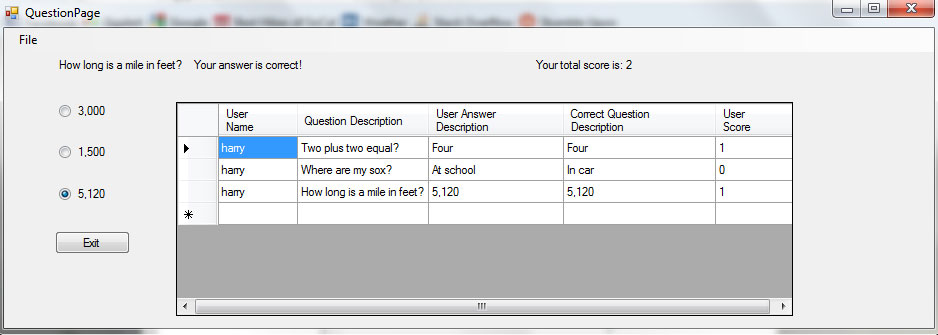 QuestionPage
File
How long is a mile in feet? Your answer is correct! Your total score is: 2
3,000
1,500
5,120
Exit
User Name Question Description User Answer Description Correct Question Description User Score
harry Two plus two equal? Four Four 1
harry Where are my sox? At school In car 0
harry How long is a mile in feet? 5,120 5,120 1